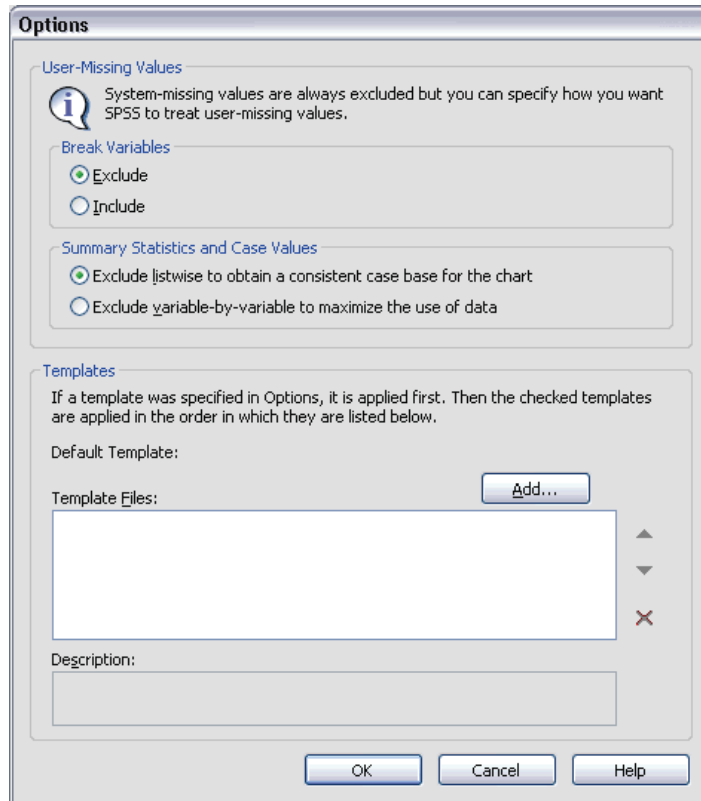 Options
User-Missing Values
System-missing values are always excluded but you can specify how you want
SPSS to treat user-missing values.
Break Variables
Exclude
Include
Summary Statistics and Case Values
Exclude listwise to obtain a consistent case base for the chart
Exclude variable-by-variable to maximize the use of data
Templates
If a template was specified in Options, it is applied first. Then the checked templates
are applied in the order in which they are listed below.
Default Template:
Add...
Template Files:
Description:
OK Cancel Help